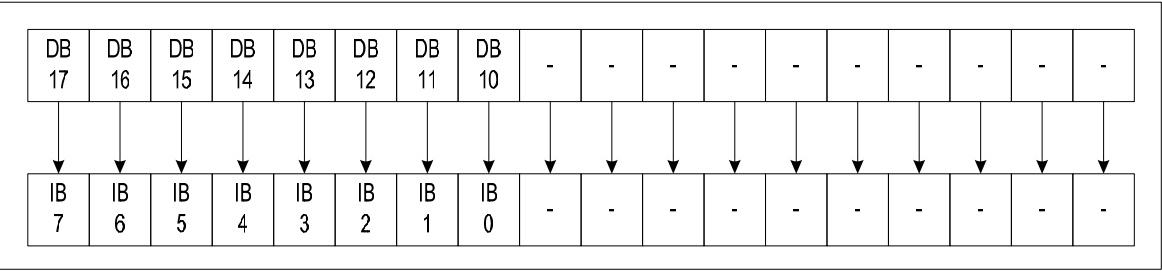 DB DB DB DB DB DB DB DB - - - - - - - - - -
17 16 15 14 13 12 11 10
IB IB IB IB IB IB IB IB - - - - - - - - - -
7 6 5 4 3 2 1 0